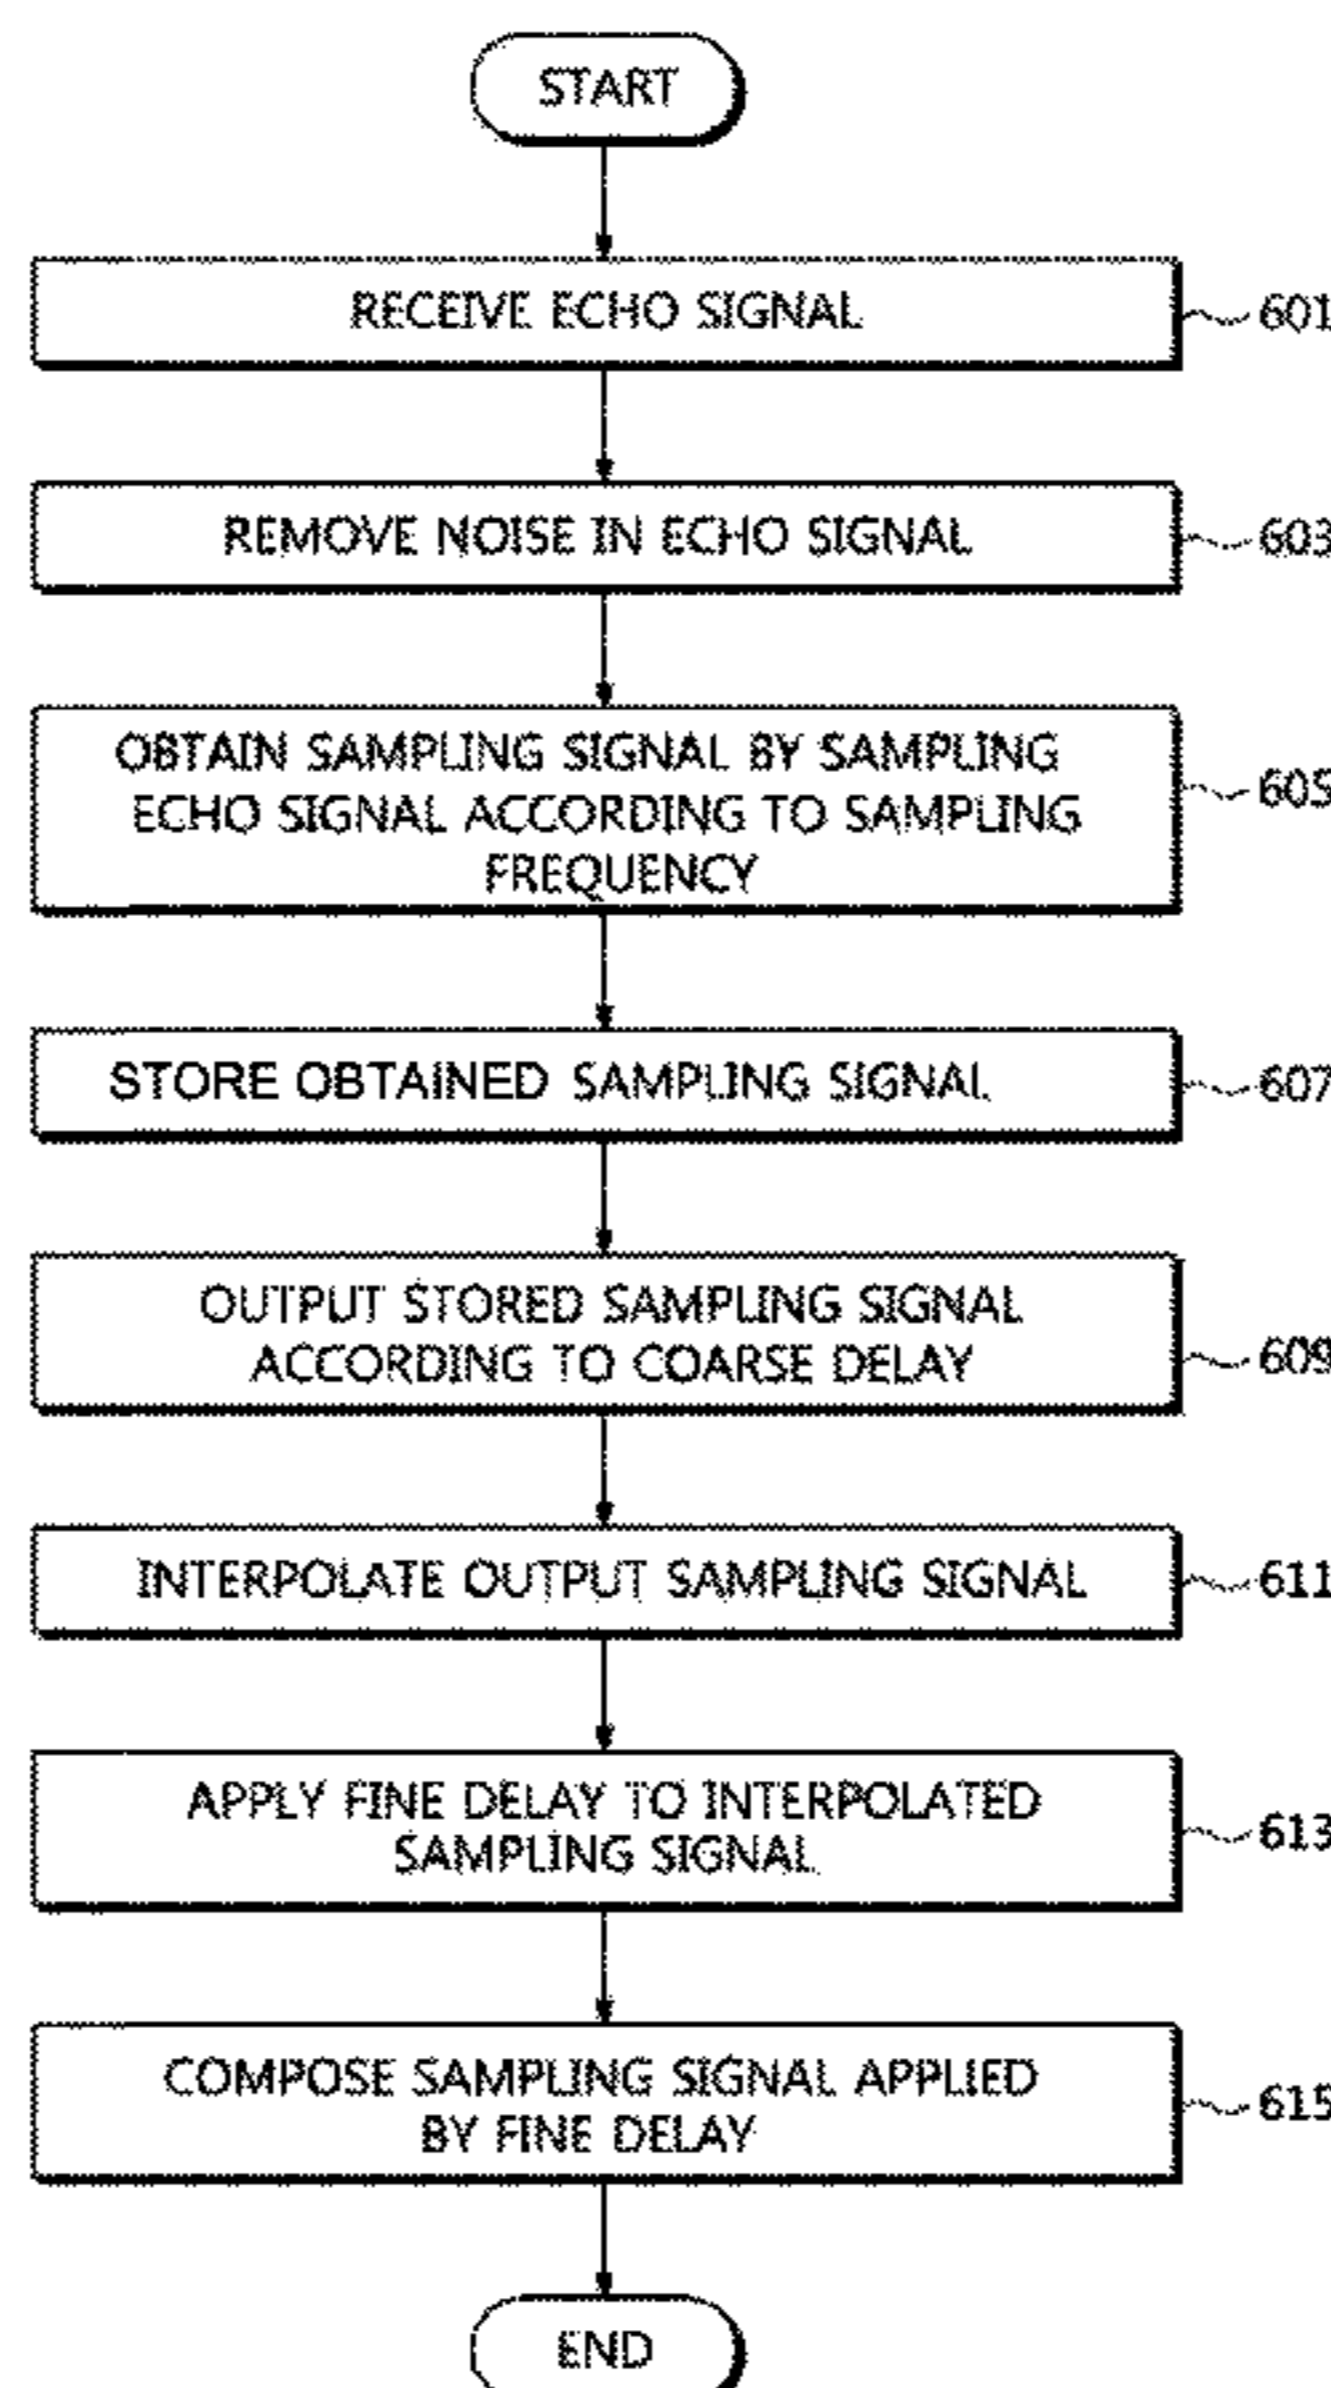 START
RECEIVE ECHO SIGNAL
601
REMOVE NOISE IN ECHO SIGNAL
603
OBTAIN SAMPLING SIGNAL BY SAMPLING
ECHO SIGNAL ACCORDING TO SAMPLING
FREQUENCY
605
STORE OBTAINED SAMPLING SIGNAL
607
OUTPUT STORED SAMPLING SIGNAL
ACCORDING TO COARSE DELAY
609
INTERPOLATE OUTPUT SAMPLING SIGNAL
611
APPLY FINE DELAY TO INTERPOLATED
SAMPLING SIGNAL
613
COMPOSE SAMPLING SIGNAL APPLIED
BY FINE DELAY
615
END